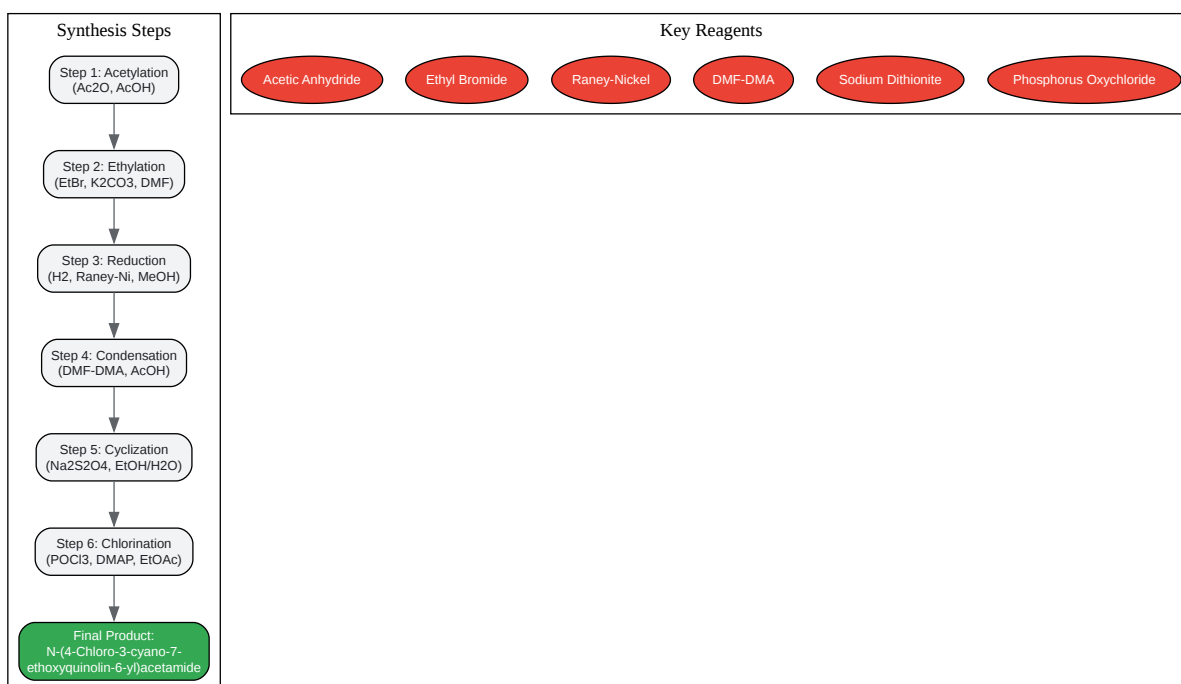 Synthesis Steps
Step 1: Acetylation
(Ac2O, AcOH)
Step 2: Ethylation
(EtBr, K2CO3, DMF)
Step 3: Reduction
(H2, Raney-Ni, MeOH)
Step 4: Condensation
(DMF-DMA, AcOH)
Step 5: Cyclization
(Na2S2O4, EtOH/H2O)
Step 6: Chlorination
(POCl3, DMAP, EtOAc)
Final Product:
N-(4-Chloro-3-cyano-7-
ethoxyquinolin-6-yl)acetamide
Key Reagents
Acetic Anhydride
Ethyl Bromide
Raney-Nickel
DMF-DMA
Sodium Dithionite
Phosphorus Oxychloride